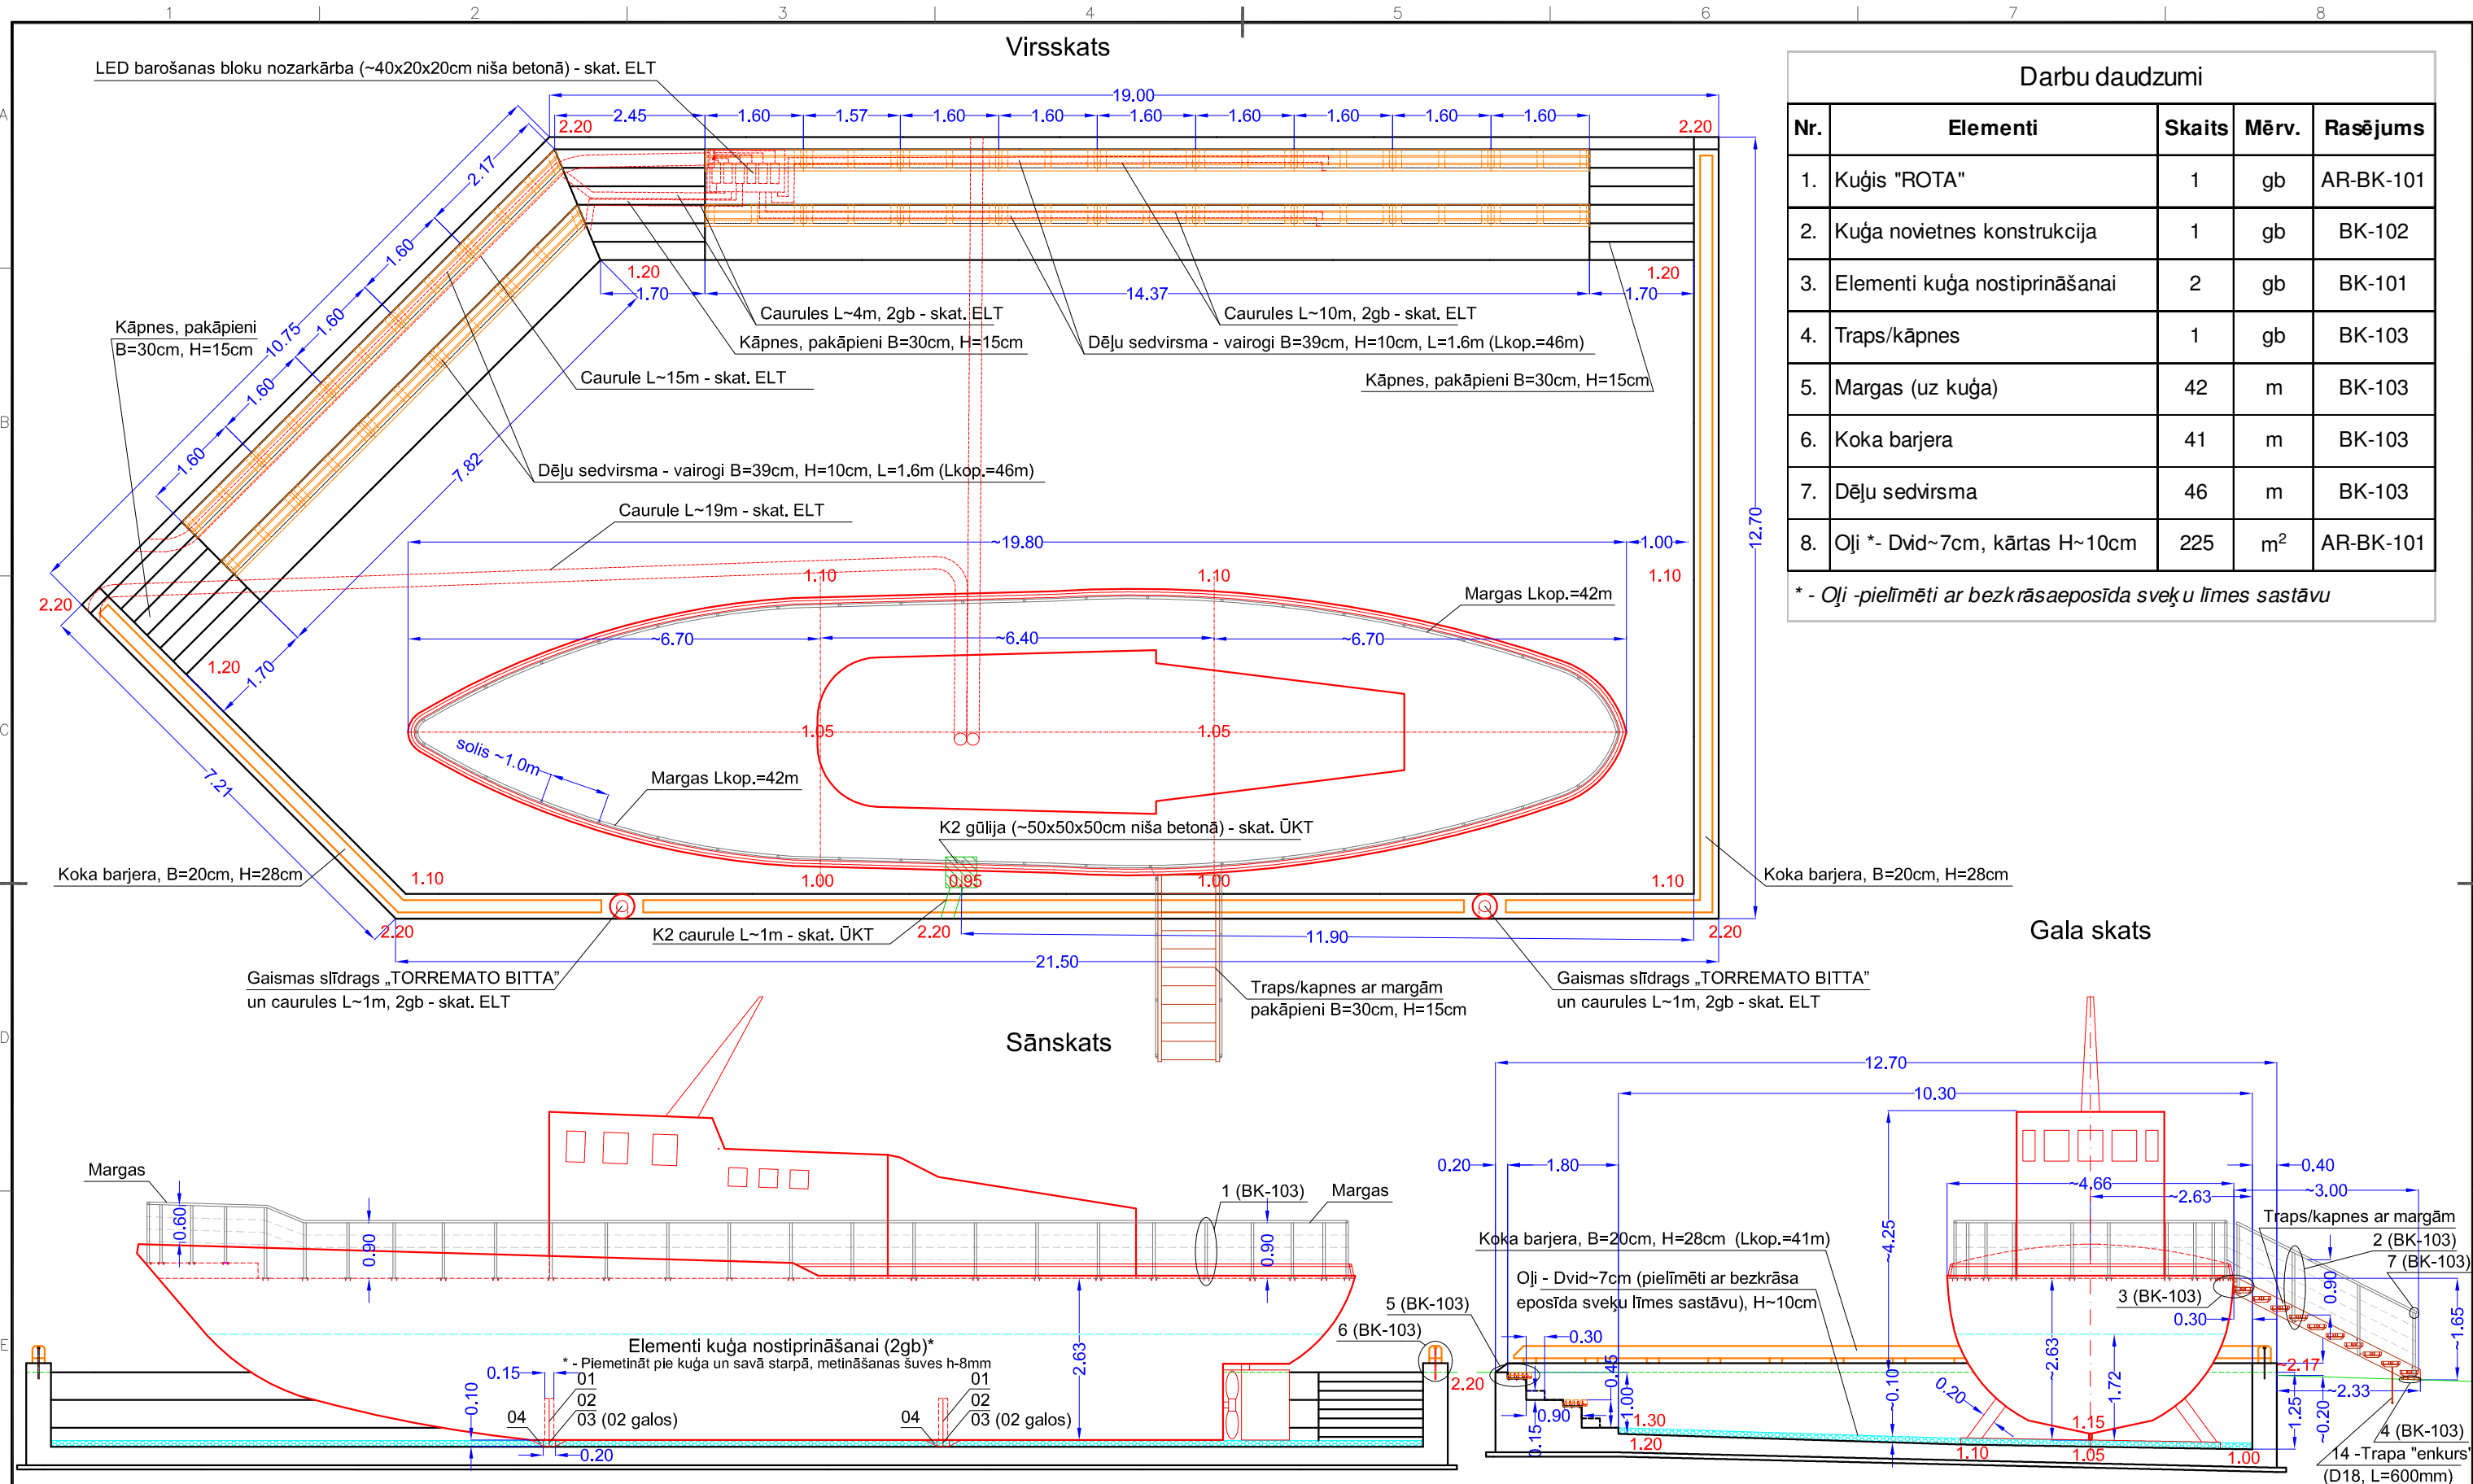 1 2 3 4 5 6 7 8
A
B
C
D
E
Virsskats
LED barošanas bloku nozarkārba (~40x20x20cm niša betonā) - skat. ELT
19.00
2.45 1.60 1.57 1.60 1.60 1.60 1.60 1.60 1.60
2.20 2.20
2.17
1.60
1.60
1.60
1.60
10.75
7.82
1.20 1.20
1.70 14.37 1.70
Kāpnes, pakāpieni
B=30cm, H=15cm
Caurules L~4m, 2gb - skat. ELT
Caurules L~10m, 2gb - skat. ELT
Kāpnes, pakāpieni B=30cm, H=15cm
Dēļu sedvirsma - vairogi B=39cm, H=10cm, L=1.6m (Lkop.=46m)
Caurule L~15m - skat. ELT
Kāpnes, pakāpieni B=30cm, H=15cm
Dēļu sedvirsma - vairogi B=39cm, H=10cm, L=1.6m (Lkop.=46m)
Caurule L~19m - skat. ELT
12.70
~19.80 1.00
1.10 1.10 1.10
2.20
Margas Lkop.=42m
~6.70 ~6.40 ~6.70
1.20
1.70
1.05 1.05
solis ~1.0m
Margas Lkop.=42m
7.21
K2 gūlija (~50x50x50cm niša betonā) - skat. ŪKT
Koka barjera, B=20cm, H=28cm
1.10 1.00 0.95 1.00 1.10
Koka barjera, B=20cm, H=28cm
2.20 2.20 2.20
K2 caurule L~1m - skat. ŪKT
11.90
21.50
Gaismas slīdrags „TORREMATO BITTA”
un caurules L~1m, 2gb - skat. ELT
Traps/kapnes ar margām
pakāpieni B=30cm, H=15cm
Gaismas slīdrags „TORREMATO BITTA”
un caurules L~1m, 2gb - skat. ELT
Darbu daudzumi
Nr. Elementi Skaits Mērv. Rasējums
1. Kuģis "ROTA" 1 gb AR-BK-101
2. Kuģa novietnes konstrukcija 1 gb BK-102
3. Elementi kuģa nostiprināšanai 2 gb BK-101
4. Traps/kāpnes 1 gb BK-103
5. Margas (uz kuģa) 42 m BK-103
6. Koka barjera 41 m BK-103
7. Dēļu sedvirsma 46 m BK-103
8. Oļi *- Dvid~7cm, kārtas H~10cm 225 m² AR-BK-101
* - Oļi -pielīmēti ar bezkrāsaeposīda sveķu līmes sastāvu
Sānskats
Margas
0.60
0.90
1 (BK-103) Margas
0.90
2.63
Elementi kuģa nostiprināšanai (2gb)*
* - Piemetināt pie kuģa un savā starpā, metināšanas šuves h-8mm
0.15
0.10
01
02
04 03 (02 galos)
0.20
01
02
04 03 (02 galos)
Gala skats
12.70
10.30
0.20 1.80 0.40
~4.66
~2.63 ~3.00
~4.25
Traps/kapnes ar margām
2 (BK-103)
7 (BK-103)
Koka barjera, B=20cm, H=28cm (Lkop.=41m)
Oļi - Dvid~7cm (pielīmēti ar bezkrāsa
eposīda sveķu līmes sastāvu), H~10cm
5 (BK-103)
6 (BK-103)
3 (BK-103)
0.90
0.30
~1.65
0.30
~2.63
1.72
2.20
0.45
1.00
~0.10
0.90
0.15
0.20
~2.17
~2.33
1.25
~0.20
1.30
1.20
1.15
1.10 1.05 1.00
4 (BK-103)
14 -Trapa "enkurs"
(D18, L=600mm)